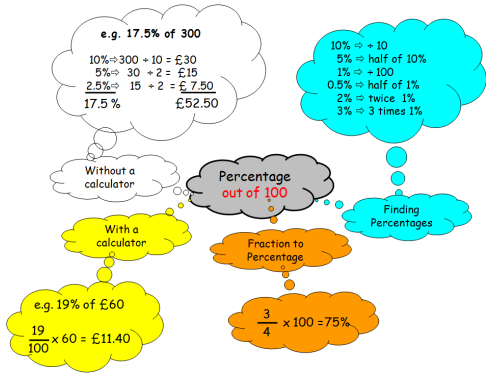 e.g. 17.5% of 300
10%⇨300 ÷ 10 = £30
5%⇨ 30 ÷ 2 = £15
2.5%⇨ 15 ÷ 2 = £ 7.50
17.5 % £52.50
10% ⇨ ÷ 10
5% ⇨ half of 10%
1% ⇨ ÷ 100
0.5% ⇨ half of 1%
2% ⇨ twice 1%
3% ⇨ 3 times 1%
Without a
calculator
Percentage
out of 100
Finding
Percentages
With a
calculator
Fraction to
Percentage
e.g. 19% of £60
19/100 x 60 = £11.40
3/4 x 100 =75%